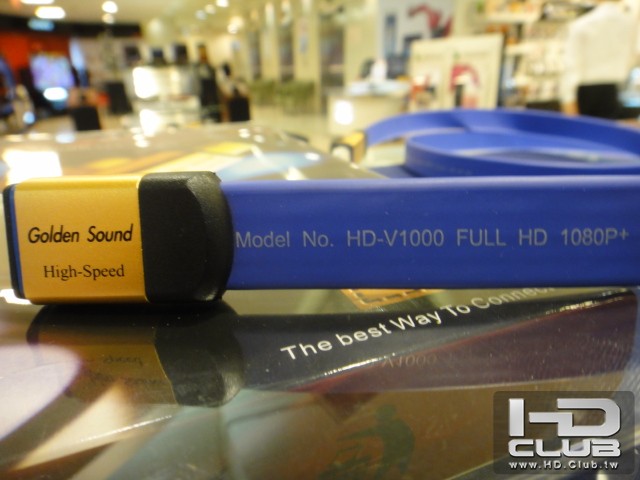 Golden Sound
High-Speed
Model No. HD-V1000 FULL HD 1080P+
The best Way To Connect
HD
CLUB
www.HD.Club.tw